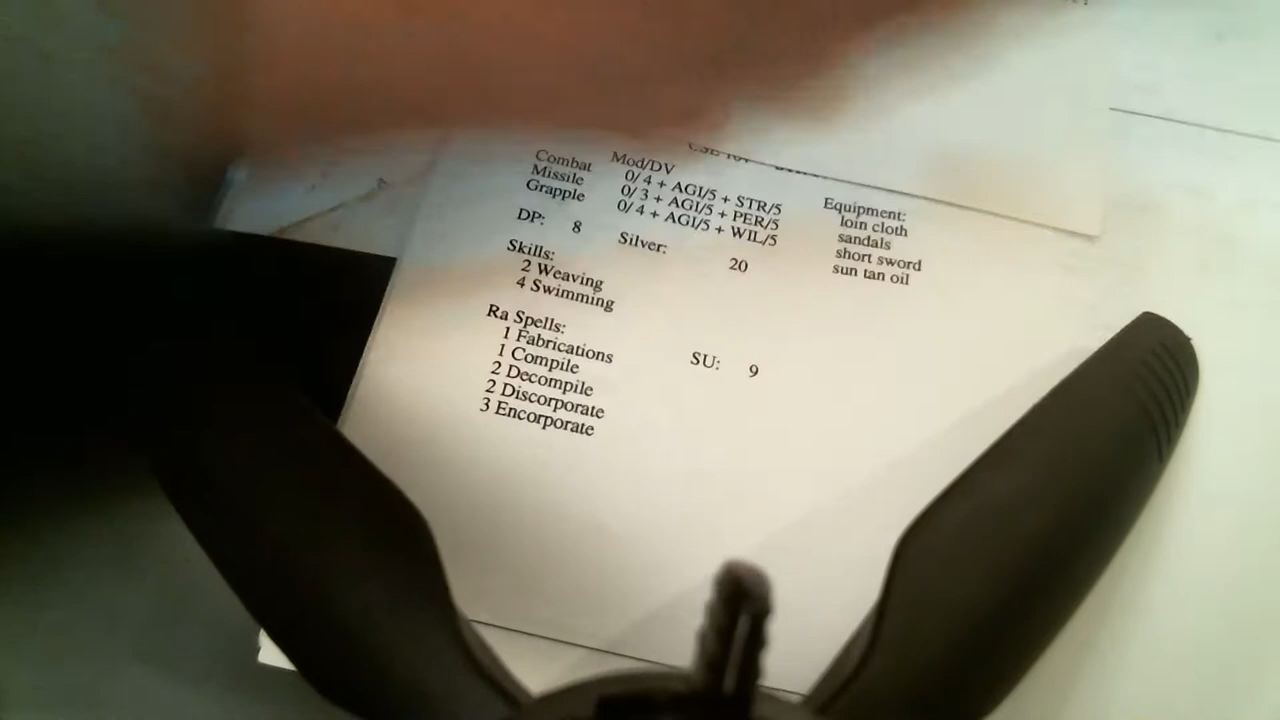 Combat Mod/DV
Missile 0/ 4 + AGI/5 + STR/5
Grapple 0/ 3 + AGI/5 + PER/5
0/ 4 + AGI/5 + WIL/5
DP: 8 Silver: 20
Skills:
2 Weaving
4 Swimming
Ra Spells:
1 Fabrications
1 Compile SU: 9
2 Decompile
2 Discorporate
3 Encorporate
Equipment:
loin cloth
sandals
short sword
sun tan oil